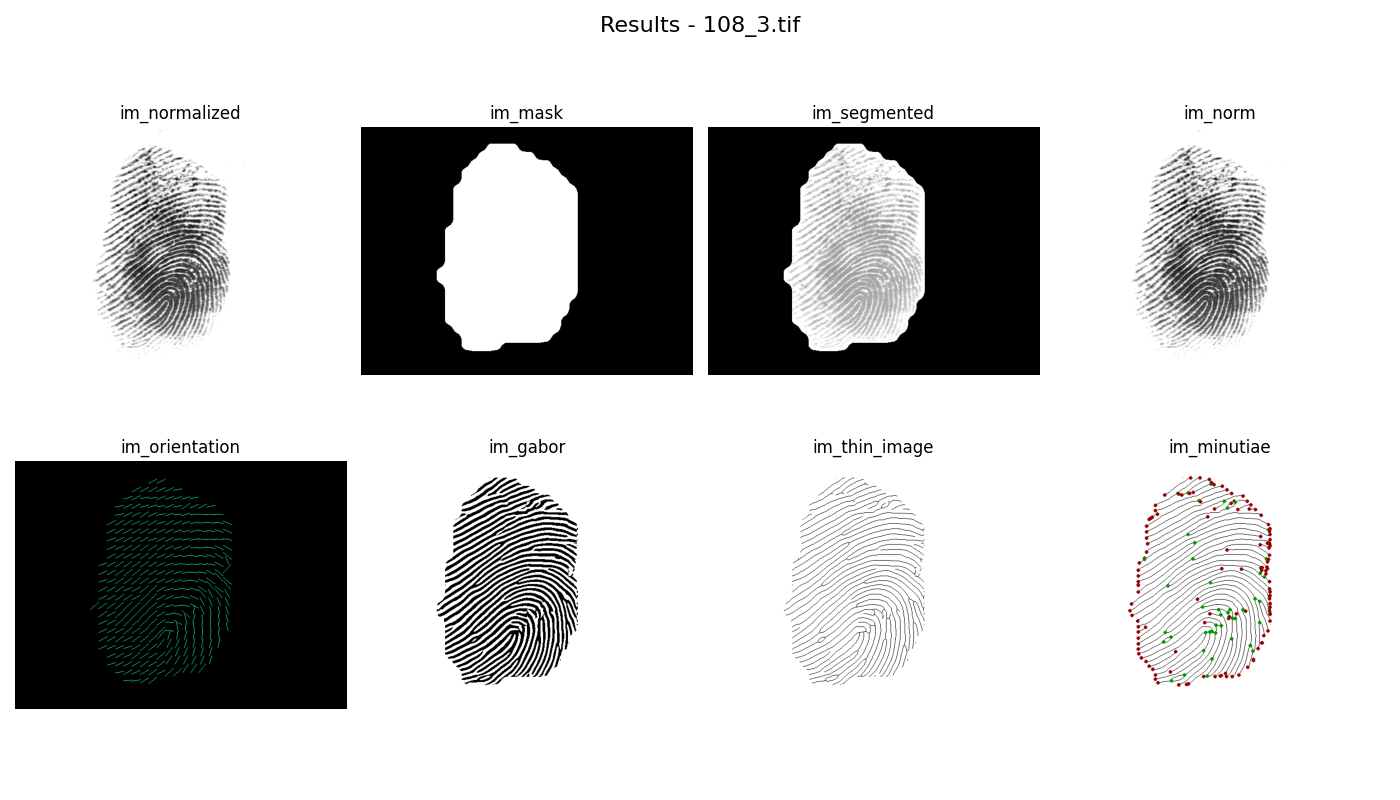 Results - 108_3.tif
im_normalized
im_mask
im_segmented
im_norm
im_orientation
im_gabor
im_thin_image
im_minutiae